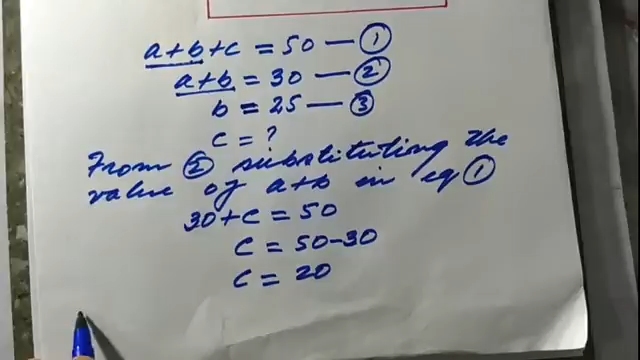 a+b+c = 50 — ①
a+b = 30 — ②
b = 25 — ③
c = ?
From ② substituting the
value of a+b in eq ①
30+c = 50
c = 50-30
c = 20